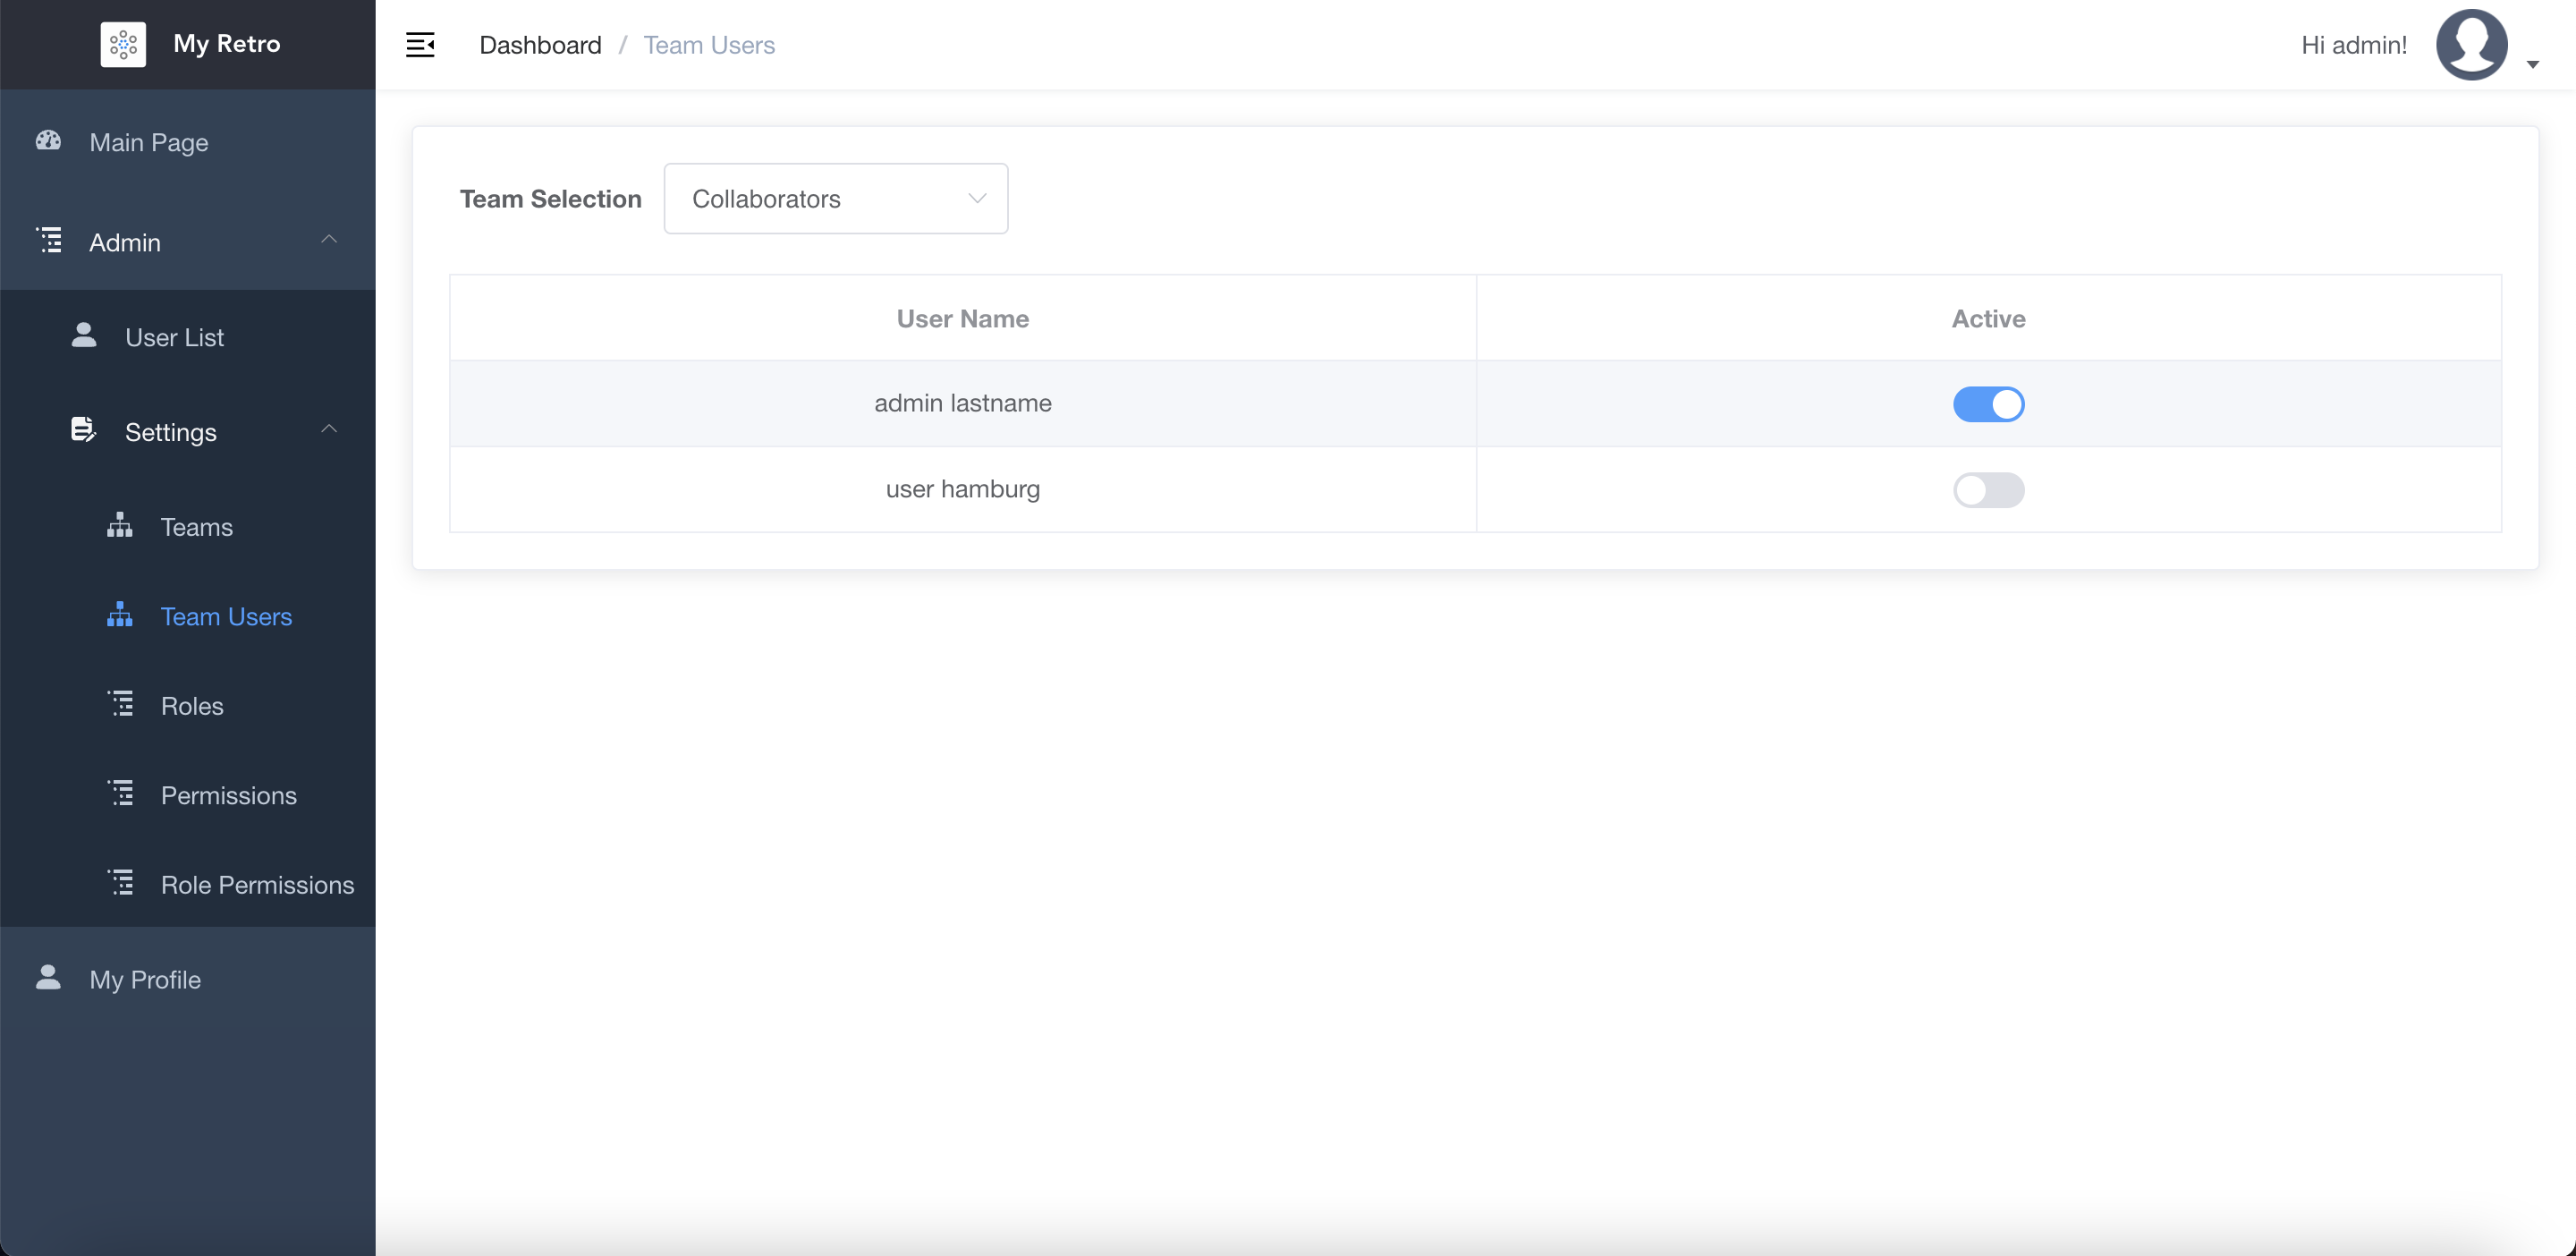 My Retro
Dashboard / Team Users
Hi admin!
Main Page
Admin
User List
Settings
Teams
Team Users
Roles
Permissions
Role Permissions
My Profile
Team Selection Collaborators
User Name Active
admin lastname
user hamburg